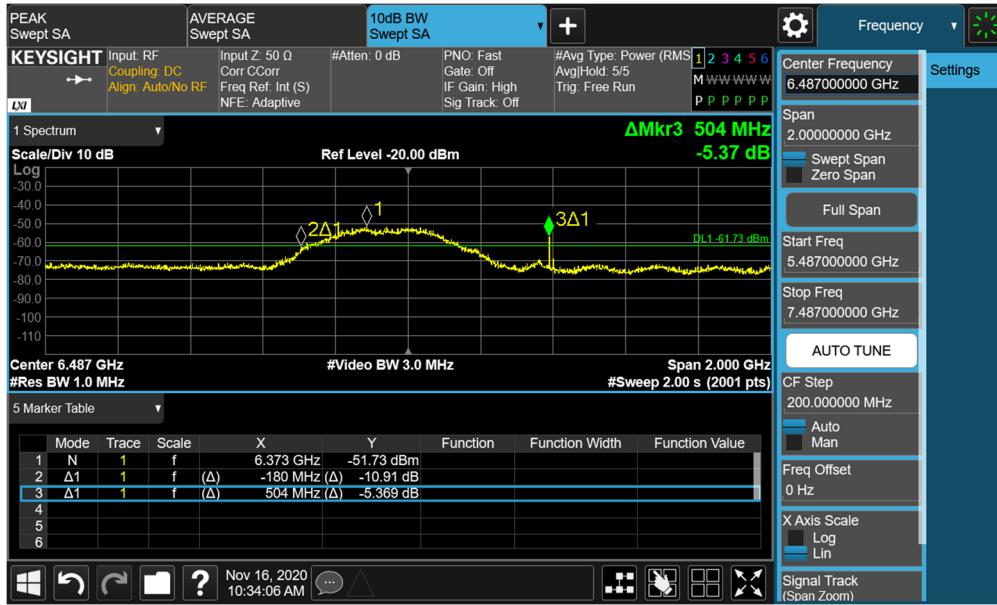 PEAK
Swept SA
AVERAGE
Swept SA
10dB BW
Swept SA
Frequency
KEYSIGHT
LXI
Input: RF
Coupling: DC
Align: Auto/No RF
Input Z: 50 Ω
Corr CCorr
Freq Ref: Int (S)
NFE: Adaptive
#Atten: 0 dB
PNO: Fast
Gate: Off
IF Gain: High
Sig Track: Off
#Avg Type: Power (RMS
Avg|Hold: 5/5
Trig: Free Run
1 2 3 4 5 6
M W W W W W
P P P P P P
1 Spectrum
ΔMkr3 504 MHz
-5.37 dB
Scale/Div 10 dB
Ref Level -20.00 dBm
Log
-30.0
-40.0
-50.0
-60.0
-70.0
-80.0
-90.0
-100
-110
2Δ1
1
3Δ1
DL1 -61.73 dBm
Center 6.487 GHz
#Video BW 3.0 MHz
Span 2.000 GHz
#Res BW 1.0 MHz
#Sweep 2.00 s (2001 pts)
5 Marker Table
Mode Trace Scale X Y Function Function Width Function Value
1 N 1 f 6.373 GHz -51.73 dBm
2 Δ1 1 f (Δ) -180 MHz (Δ) -10.91 dB
3 Δ1 1 f (Δ) 504 MHz (Δ) -5.369 dB
4
5
6
?
Nov 16, 2020
10:34:06 AM
Center Frequency
6.487000000 GHz
Settings
Span
2.00000000 GHz
Swept Span
Zero Span
Full Span
Start Freq
5.487000000 GHz
Stop Freq
7.487000000 GHz
AUTO TUNE
CF Step
200.000000 MHz
Auto
Man
Freq Offset
0 Hz
X Axis Scale
Log
Lin
Signal Track
(Span Zoom)